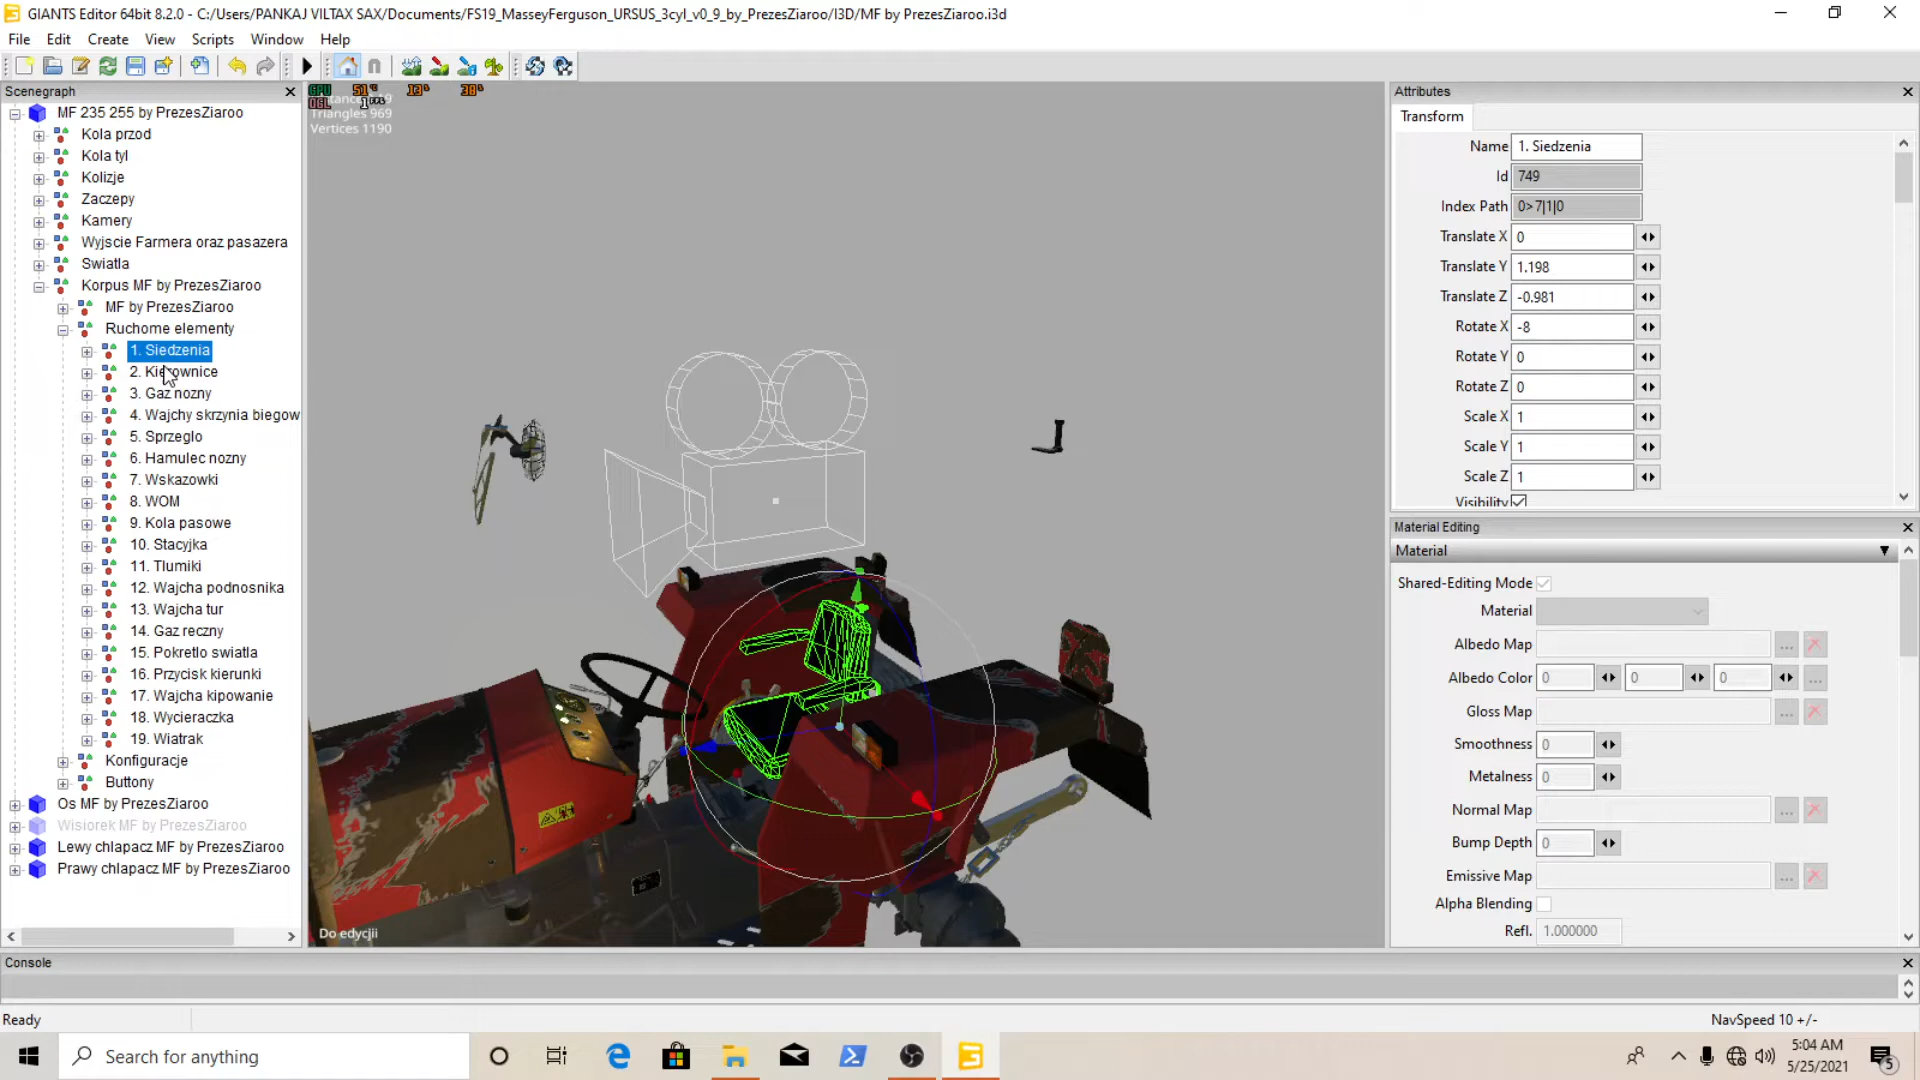 GIANTS Editor 64bit 8.2.0 - C:/Users/PANKAJ VILTAX SAX/Documents/FS19_MasseyFerguson_URSUS_3cyl_v0_9_by_PrezesZiaroo/I3D/MF by PrezesZiaroo.i3d
File Edit Create View Scripts Window Help
Scenegraph
MF 235 255 by PrezesZiaroo
Kola przod
Kola tyl
Kolizje
Zaczepy
Kamery
Wyjscie Farmera oraz pasazera
Swiatla
Korpus MF by PrezesZiaroo
MF by PrezesZiaroo
Ruchome elementy
1. Siedzenia
2. Kierownice
3. Gaz nozny
4. Wajchy skrzynia biegow
5. Sprzeglo
6. Hamulec nozny
7. Wskazowki
8. WOM
9. Kola pasowe
10. Stacyjka
11. Tlumiki
12. Wajcha podnosnika
13. Wajcha tur
14. Gaz reczny
15. Pokretlo swiatla
16. Przycisk kierunki
17. Wajcha kipowanie
18. Wycieraczka
19. Wiatrak
Konfiguracje
Buttony
Os MF by PrezesZiaroo
Wisiorek MF by PrezesZiaroo
Lewy chlapacz MF by PrezesZiaroo
Prawy chlapacz MF by PrezesZiaroo
GPU 51°C
OGL 1 FPS
Triangles 969
Vertices 1190
Do edycjii
Attributes
Transform
Name 1. Siedzenia
Id 749
Index Path 0>7|1|0
Translate X 0
Translate Y 1.198
Translate Z -0.981
Rotate X -8
Rotate Y 0
Rotate Z 0
Scale X 1
Scale Y 1
Scale Z 1
Visibility
Material Editing
Material
Shared-Editing Mode
Material
Albedo Map
Albedo Color 0 0 0
Gloss Map
Smoothness 0
Metalness 0
Normal Map
Bump Depth 0
Emissive Map
Alpha Blending
Refl. 1.000000
Console
Ready
NavSpeed 10 +/-
Search for anything
5:04 AM
5/25/2021
5